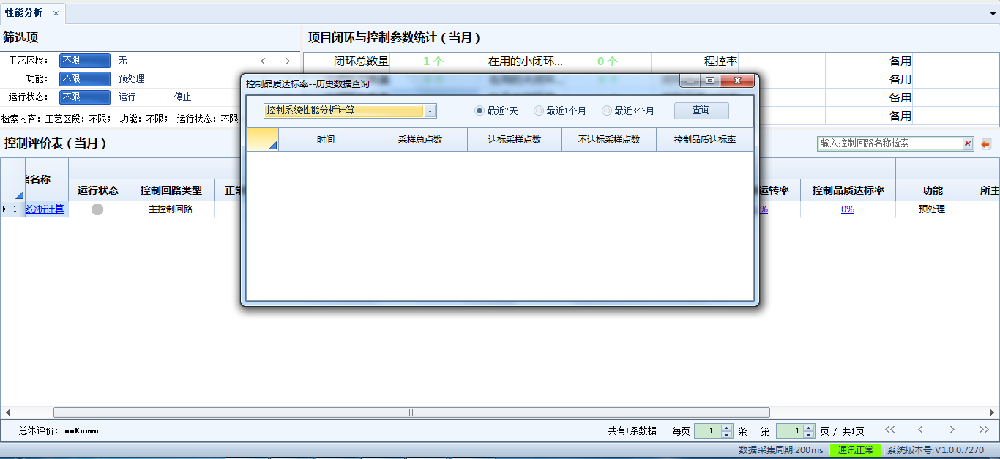 性能分析 ×
筛选项
工艺区段： 不限 无
功能： 不限 预处理
运行状态： 不限 运行 停止
检索内容：工艺区段：不限； 功能：不限； 运行状态：不限
项目闭环与控制参数统计（当月）
闭环总数量 1 个 在用的小闭环... 0 个 程控率 备用
备用
备用
备用
控制评价表（当月）
输入控制回路名称检索
控制品质达标率--历史数据查询
控制系统性能分析计算 最近7天 最近1个月 最近3个月 查询
时间 采样总点数 达标采样点数 不达标采样点数 控制品质达标率
路名称 运行状态 控制回路类型 正常 运转率 控制品质达标率 功能 所主
1 能分析计算 主控制回路 % 0% 预处理
总体评价： unKnown
共有1条数据 每页 10 条 第 1 页 / 共1页 << < > >>
数据采集周期:200ms 通讯正常 系统版本号:V1.0.0.7270